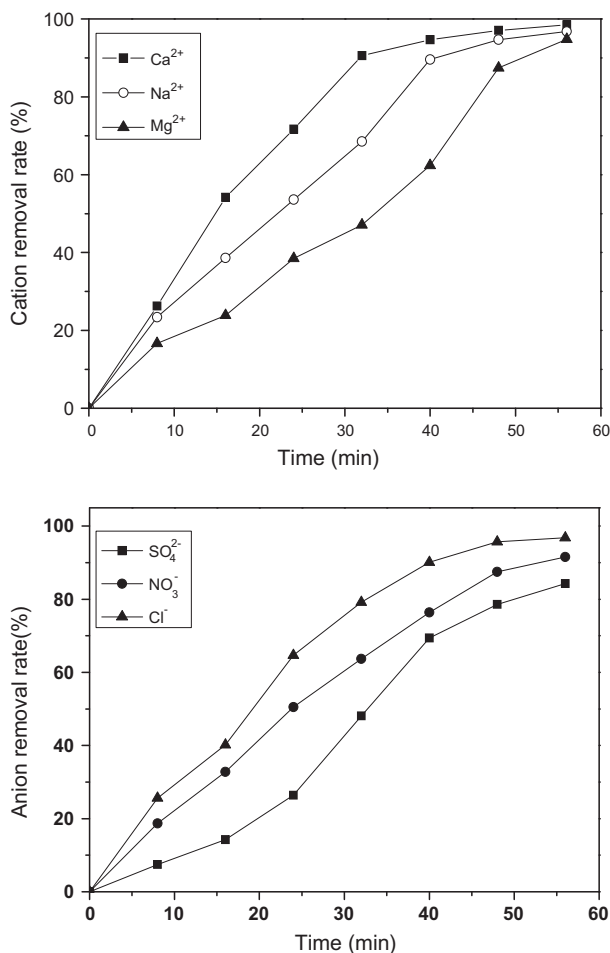 100
80
60
40
20
0
Cation removal rate (%)
Ca²⁺
Na²⁺
Mg²⁺
0 10 20 30 40 50 60
Time (min)
100
80
60
40
20
0
Anion removal rate(%)
SO₄²⁻
NO₃⁻
Cl⁻
0 10 20 30 40 50 60
Time (min)